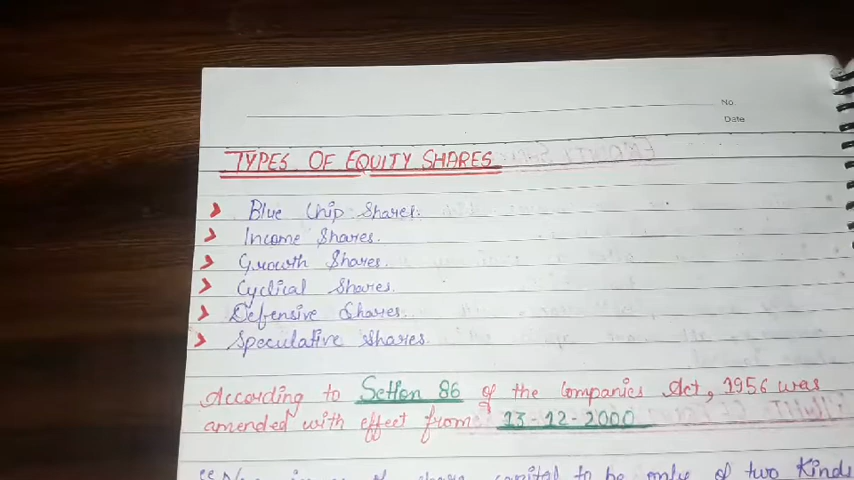 No.
Date
TYPES OF EQUITY SHARES
Blue Chip Shares.
Income Shares.
Growth Shares.
Cyclical Shares.
Defensive Shares.
Speculative Shares.
According to Setion 86 of the Companies Act, 1956 was
amended with effect from 13-12-2000
of share capital to be only of two Kinds